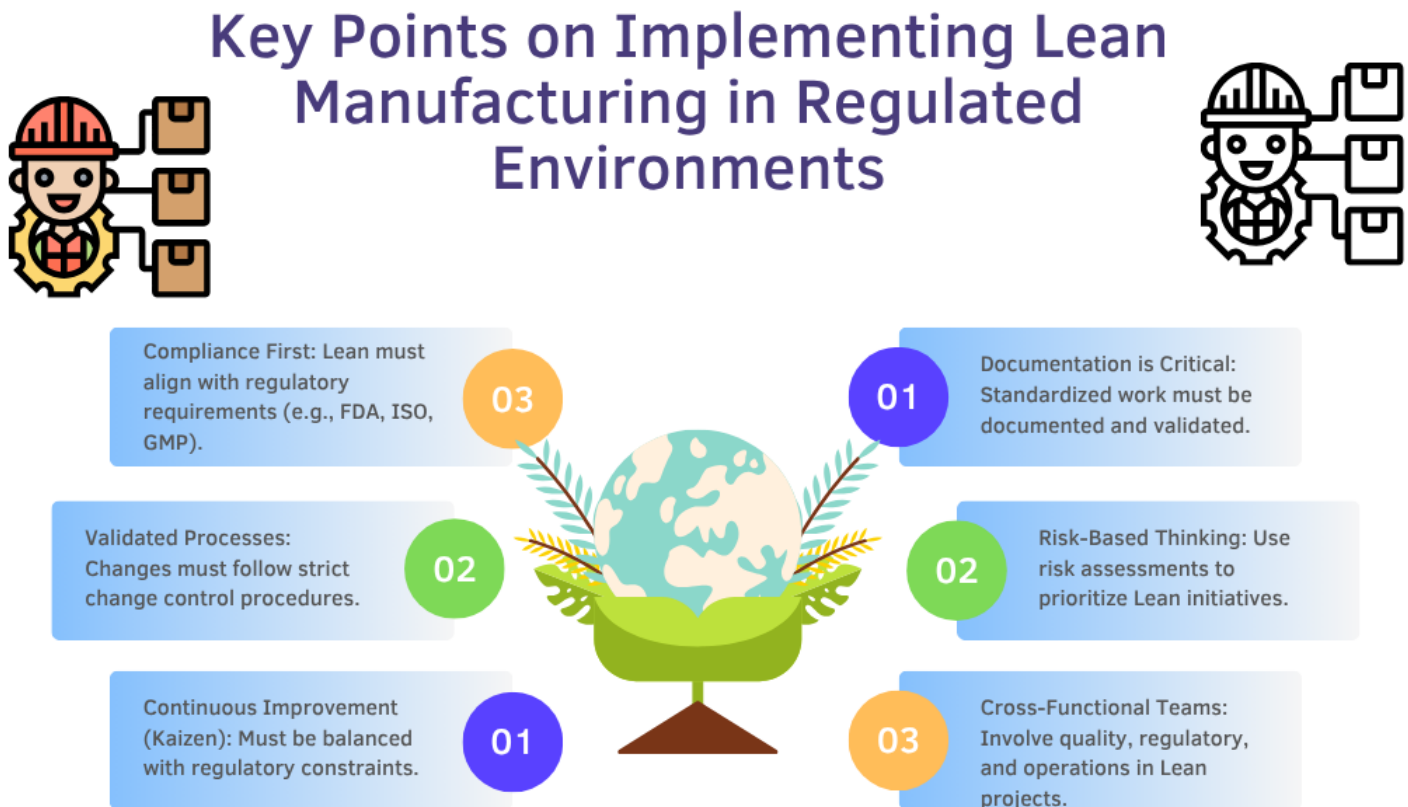 Key Points on Implementing Lean
Manufacturing in Regulated
Environments
Compliance First: Lean must
align with regulatory
requirements (e.g., FDA, ISO,
GMP).
03
Validated Processes:
Changes must follow strict
change control procedures.
02
Continuous Improvement
(Kaizen): Must be balanced
with regulatory constraints.
01
01
Documentation is Critical:
Standardized work must be
documented and validated.
02
Risk-Based Thinking: Use
risk assessments to
prioritize Lean initiatives.
03
Cross-Functional Teams:
Involve quality, regulatory,
and operations in Lean
projects.